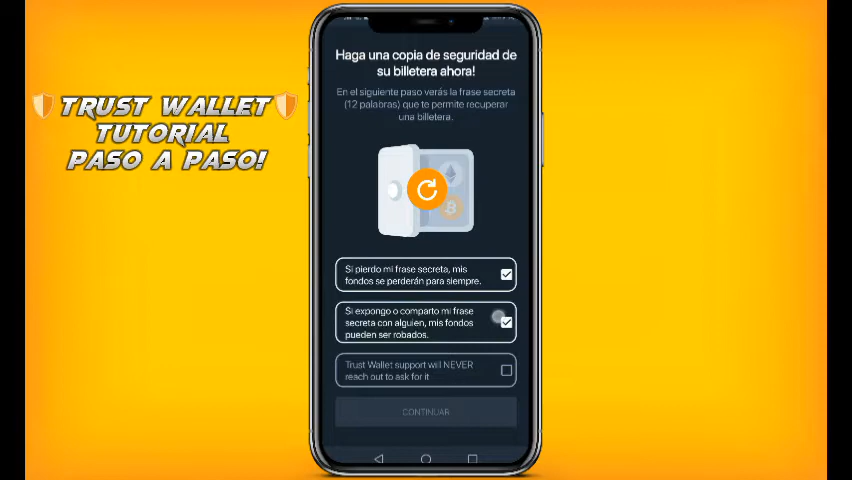 TRUST WALLET
TUTORIAL
PASO A PASO!
Haga una copia de seguridad de
su billetera ahora!
En el siguiente paso verás la frase secreta
(12 palabras) que te permite recuperar
una billetera.
Si pierdo mi frase secreta, mis
fondos se perderán para siempre.
Si expongo o comparto mi frase
secreta con alguien, mis fondos
pueden ser robados.
Trust Wallet support will NEVER
reach out to ask for it
CONTINUAR